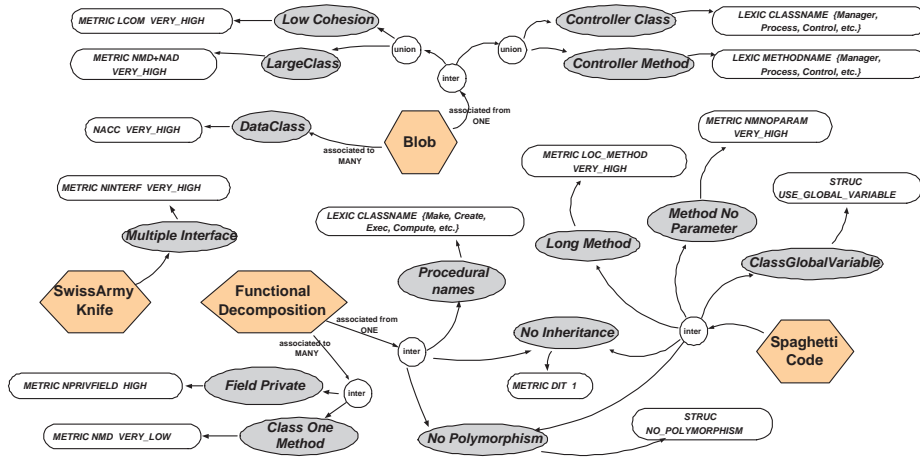 METRIC LCOM VERY_HIGH
Low Cohesion
union
METRIC NMD+NAD
VERY_HIGH
LargeClass
inter
union
Controller Class
LEXIC CLASSNAME {Manager,
Process, Control, etc.}
Controller Method
LEXIC METHODNAME {Manager,
Process, Control, etc.}
associated from
ONE
NACC VERY_HIGH
DataClass
associated to
MANY
Blob
METRIC NMNOPARAM
VERY_HIGH
METRIC LOC_METHOD
VERY_HIGH
METRIC NINTERF VERY_HIGH
STRUC
USE_GLOBAL_VARIABLE
LEXIC CLASSNAME {Make, Create,
Exec, Compute, etc.}
Multiple Interface
Method No
Parameter
Long Method
ClassGlobalVariable
Procedural
names
SwissArmy
Knife
Functional
Decomposition
associated from
ONE
No Inheritance
inter
Spaghetti
Code
associated to
MANY
inter
METRIC DIT 1
METRIC NPRIVFIELD HIGH
Field Private
inter
METRIC NMD VERY_LOW
Class One
Method
No Polymorphism
STRUC
NO_POLYMORPHISM